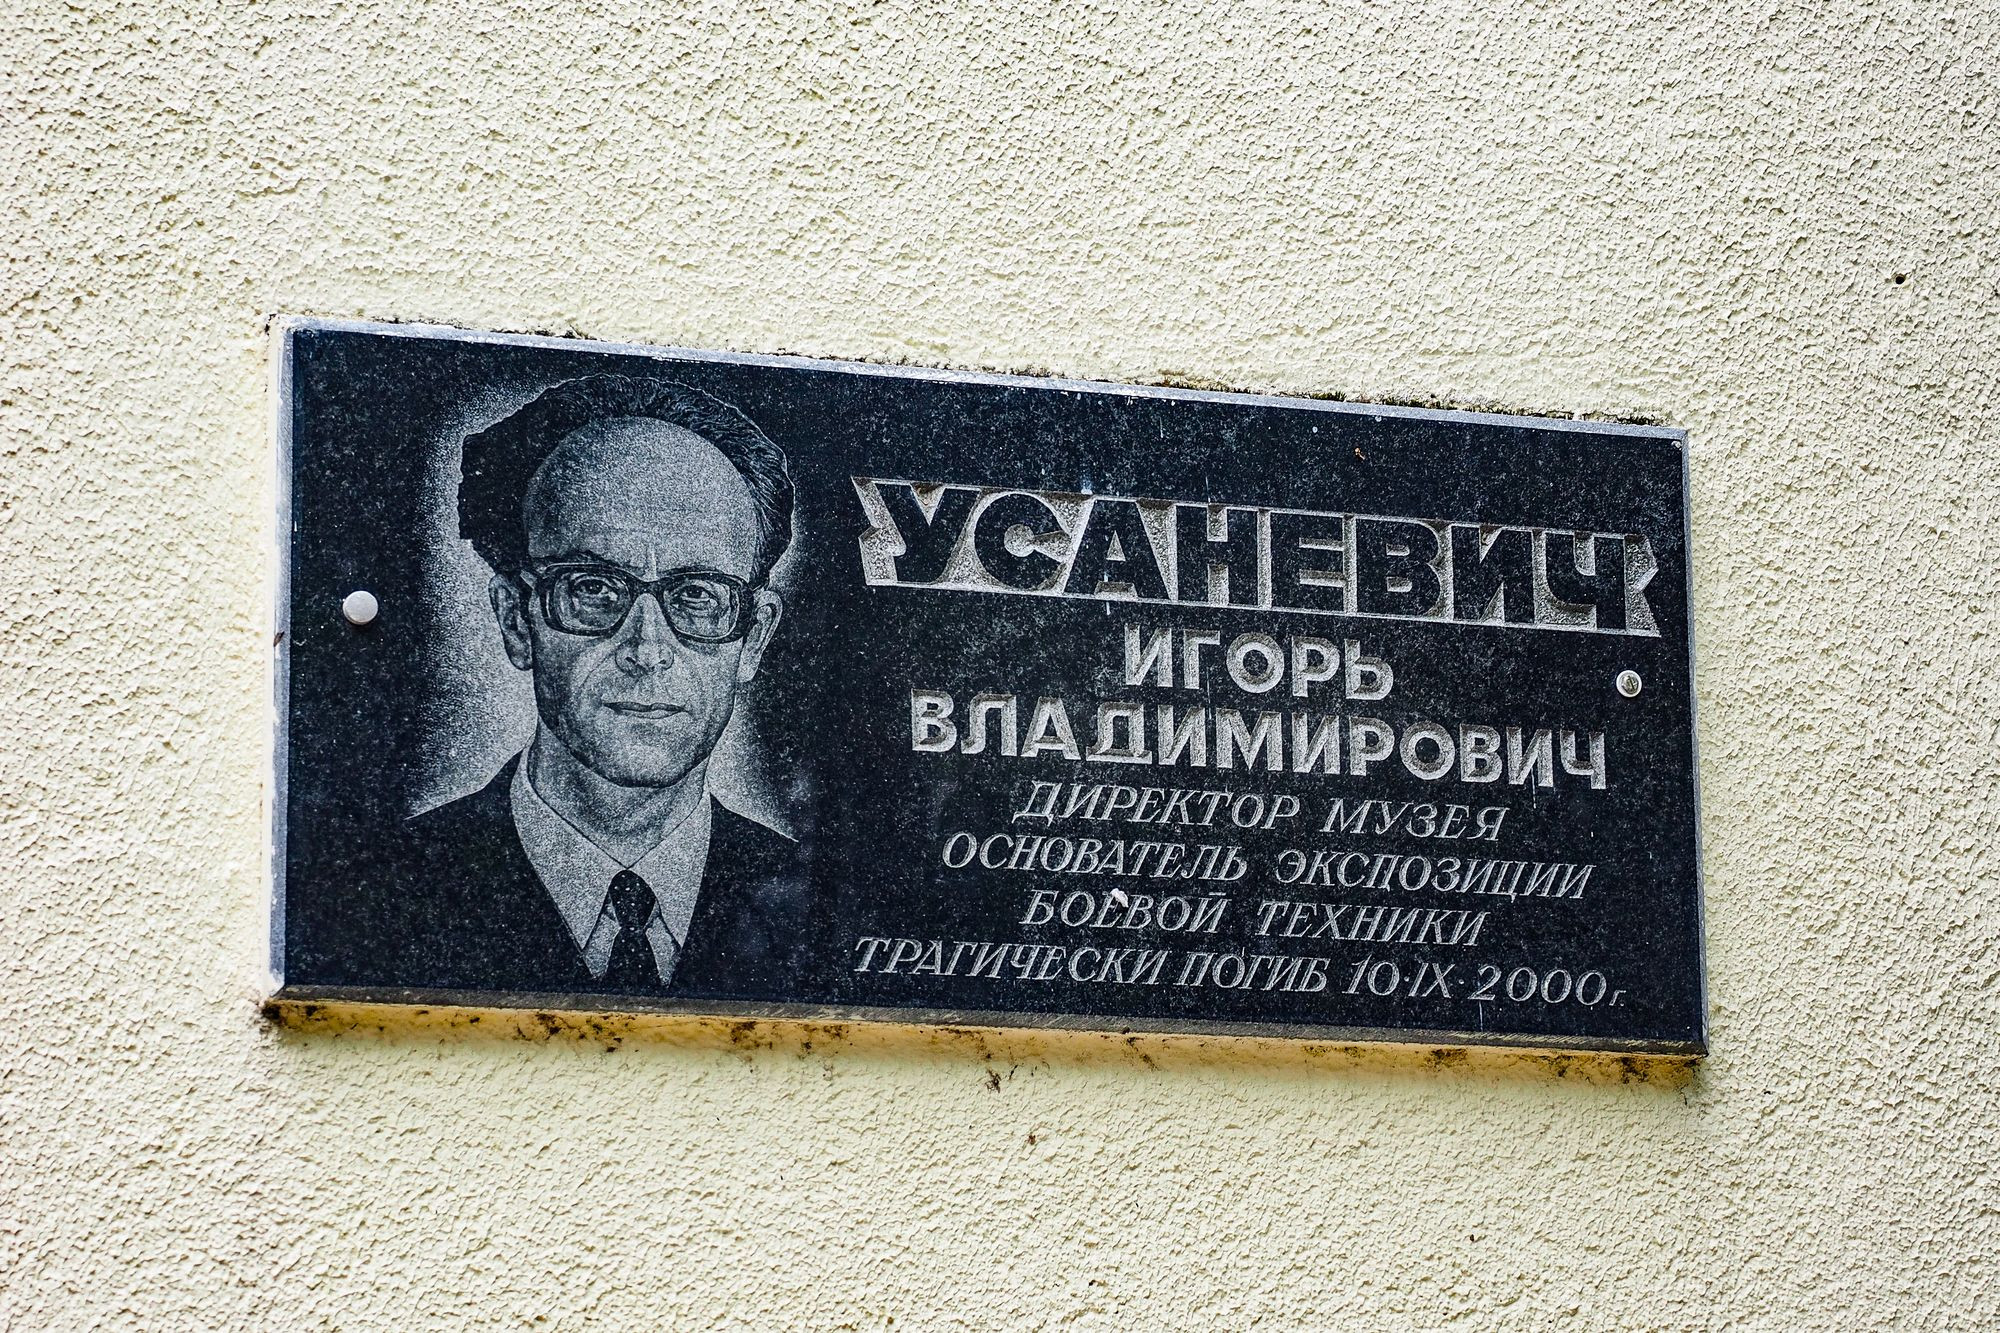 УСАНЕВИЧ
ИГОРЬ
ВЛАДИМИРОВИЧ
ДИРЕКТОР МУЗЕЯ
ОСНОВАТЕЛЬ ЭКСПОЗИЦИИ
БОЕВОЙ ТЕХНИКИ
ТРАГИЧЕСКИ ПОГИБ 10·IX·2000г.